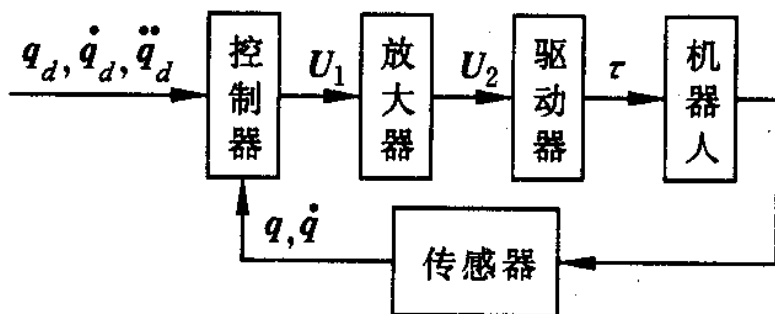 q_d, q̇_d, q̈_d
控制器
U₁
放大器
U₂
驱动器
τ
机器人
q, q̇
传感器